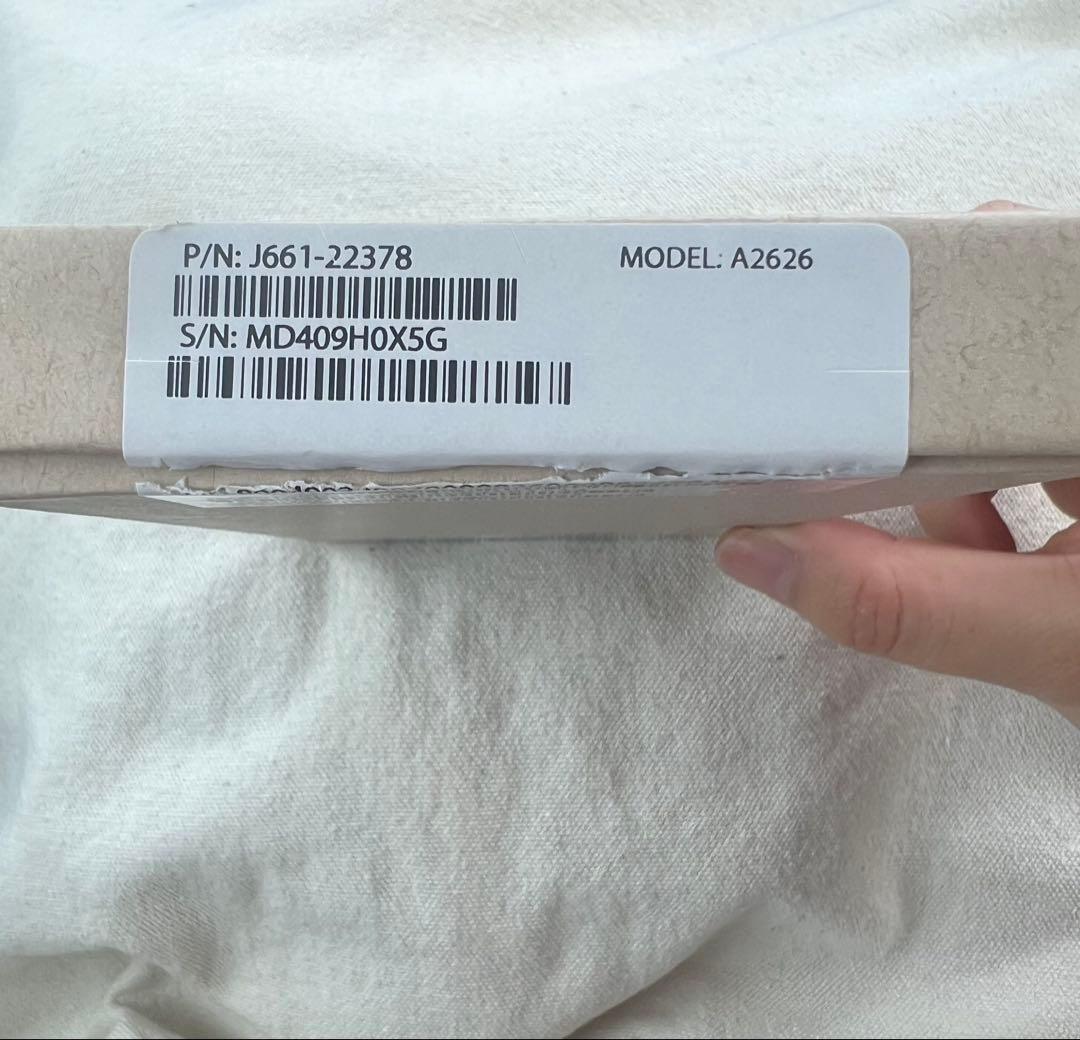 P/N: J661-22378
MODEL: A2626
S/N: MD409H0X5G